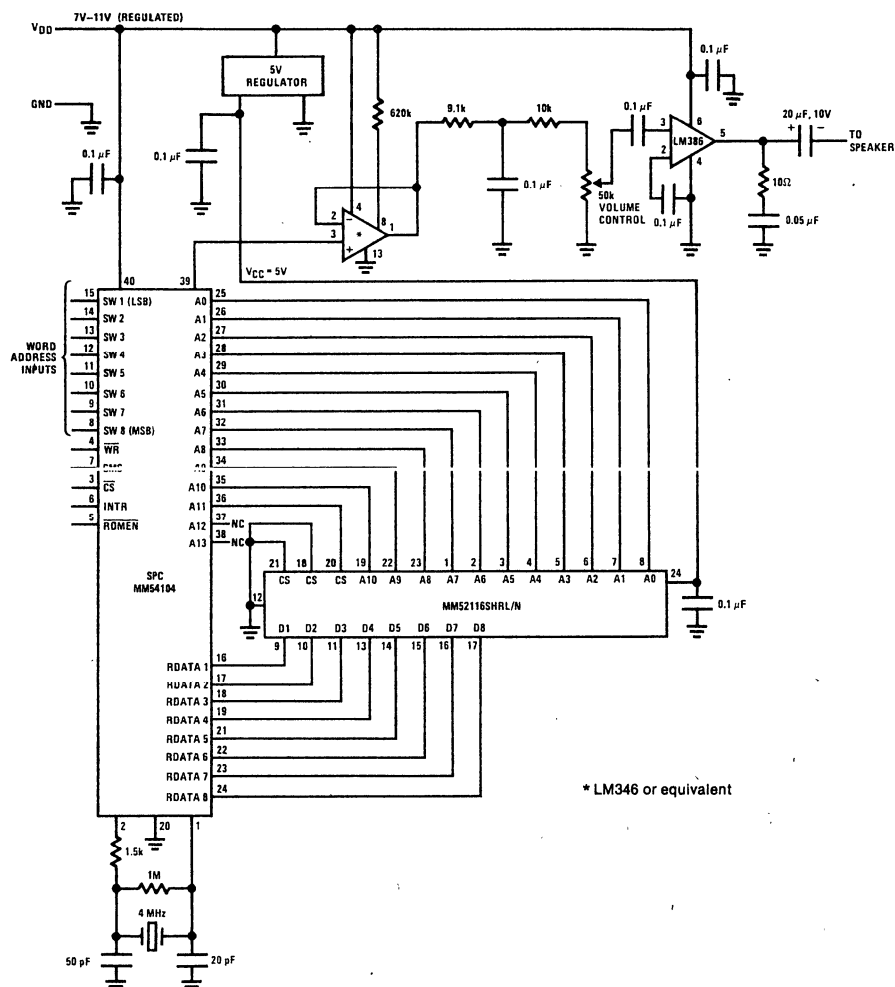 7V–11V (REGULATED)
VDD
GND
5V
REGULATOR
0.1 µF
0.1 µF
620k
9.1k
10k
0.1 µF
50k
VOLUME
CONTROL
0.1 µF
0.1 µF
0.1 µF
3
2
6
LM386
4
5
20 µF, 10V
+ −
TO
SPEAKER
10Ω
0.05 µF
2
3
4
−
*
+
8
1
13
VCC = 5V
40
39
WORD
ADDRESS
INPUTS
15 SW 1 (LSB) A0 25
14 SW 2 A1 26
13 SW 3 A2 27
12 SW 4 A3 28
11 SW 5 A4 29
10 SW 6 A5 30
9 SW 7 A6 31
8 SW 8 (MSB) A7 32
4 WR A8 33
7 34
3 CS A10 35
6 INTR A11 36
5 ROMEN A12 37 NC
A13 38 NC
SPC
MM54104
21 18 20 19 22 23 1 2 3 4 5 6 7 8
CS CS CS A10 A9 A8 A7 A6 A5 A4 A3 A2 A1 A0
12
24
MM52116SHRL/N
0.1 µF
D1 D2 D3 D4 D5 D6 D7 D8
9 10 11 13 14 15 16 17
RDATA 1 16
RDATA 2 17
RDATA 3 18
RDATA 4 19
RDATA 5 21
RDATA 6 22
RDATA 7 23
RDATA 8 24
* LM346 or equivalent
2 20 1
1.5k
1M
4 MHz
50 pF
20 pF